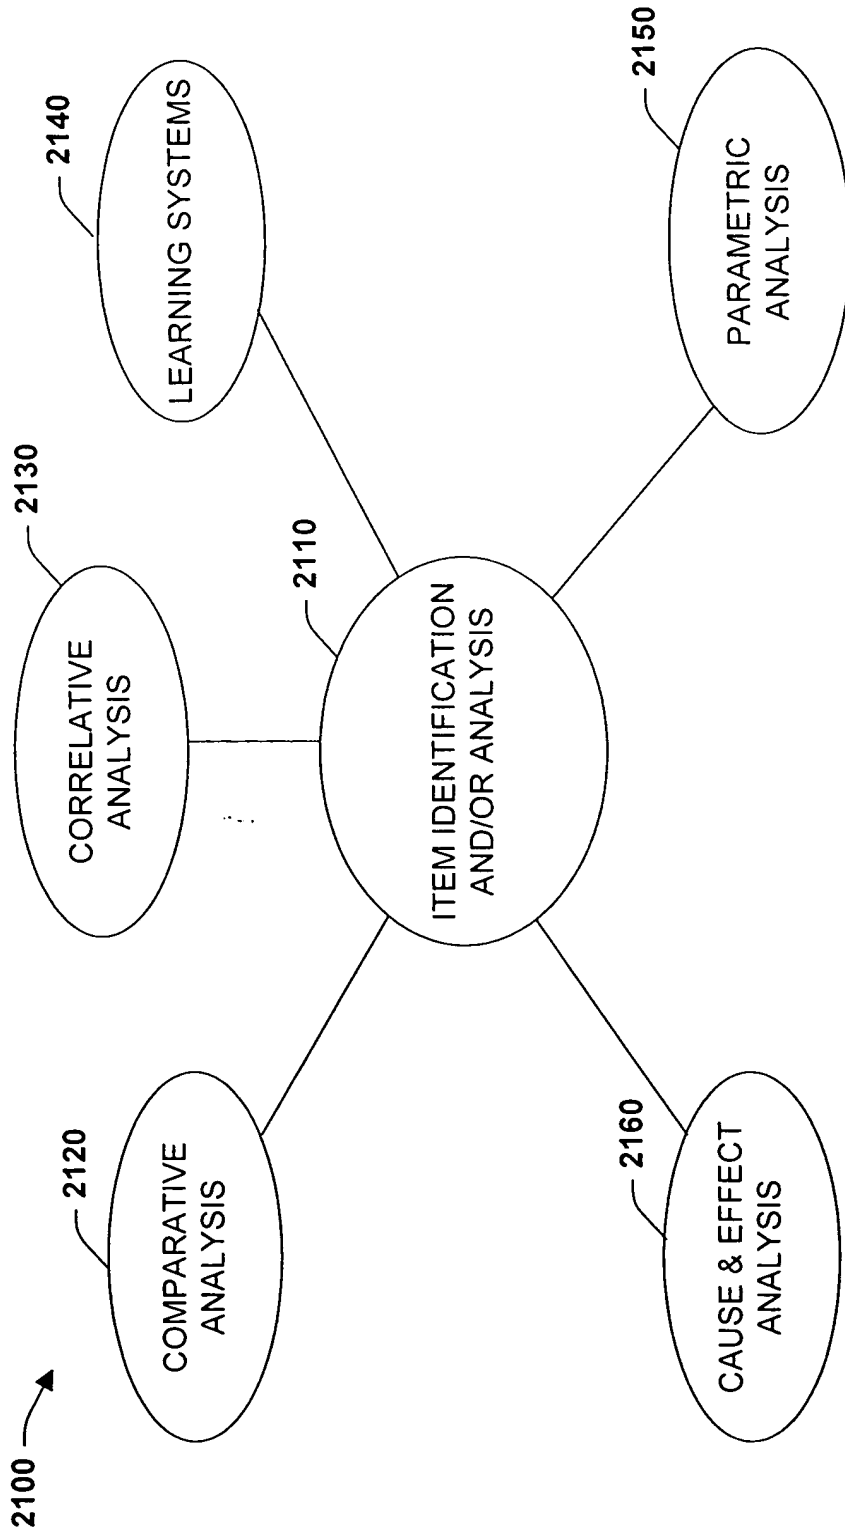 2100
2120
COMPARATIVE
ANALYSIS
2130
CORRELATIVE
ANALYSIS
2140
LEARNING SYSTEMS
2110
ITEM IDENTIFICATION
AND/OR ANALYSIS
2160
CAUSE & EFFECT
ANALYSIS
2150
PARAMETRIC
ANALYSIS